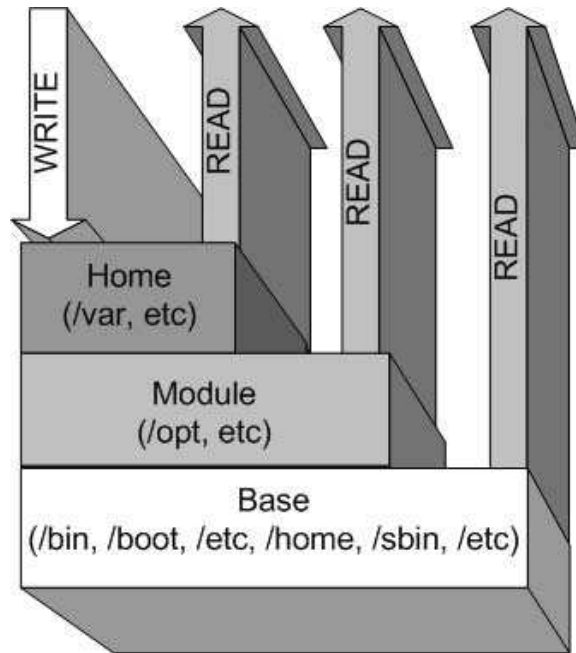 WRITE
READ
READ
READ
Home
(/var, etc)
Module
(/opt, etc)
Base
(/bin, /boot, /etc, /home, /sbin, /etc)